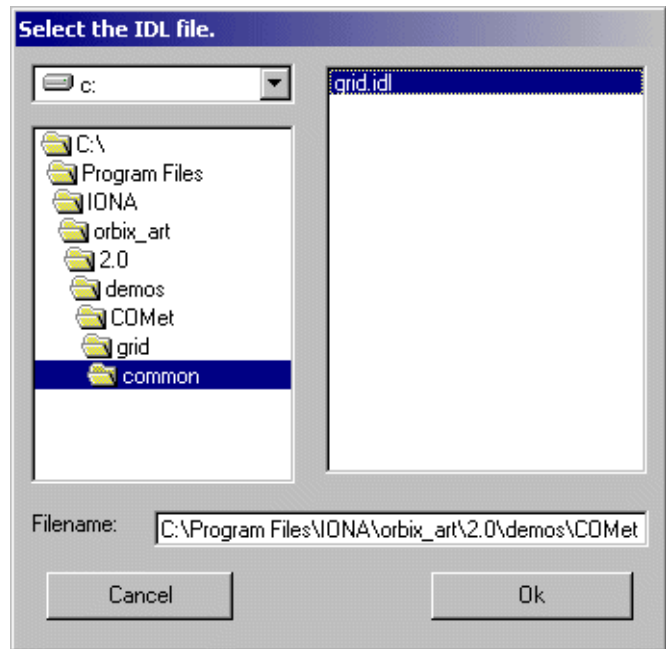 Select the IDL file.
c:
grid.idl
C:\
Program Files
IONA
orbix_art
2.0
demos
COMet
grid
common
Filename:
C:\Program Files\IONA\orbix_art\2.0\demos\COMet
Cancel
Ok